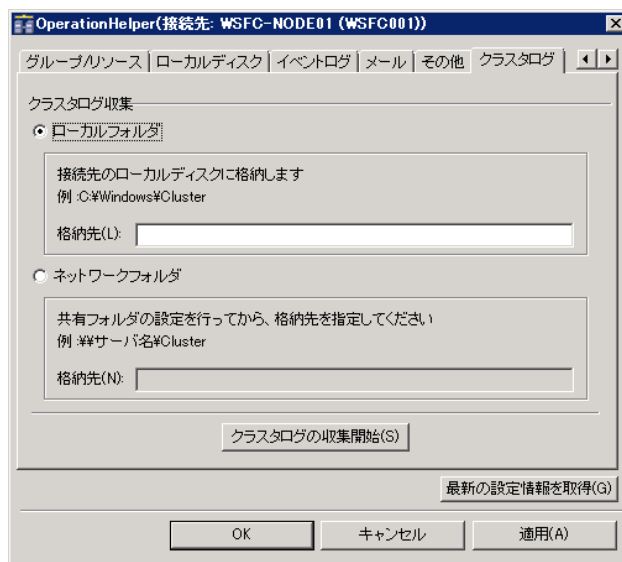 OperationHelper(接続先: WSFC-NODE01 (WSFC001))
グループ/リソース ローカルディスク イベントログ メール その他 クラスタログ
クラスタログ収集
ローカルフォルダ
接続先のローカルディスクに格納します
例 :C:¥Windows¥Cluster
格納先(L):
ネットワークフォルダ
共有フォルダの設定を行ってから、格納先を指定してください
例 :¥¥サーバ名¥Cluster
格納先(N):
クラスタログの収集開始(S)
最新の設定情報を取得(G)
OK キャンセル 適用(A)